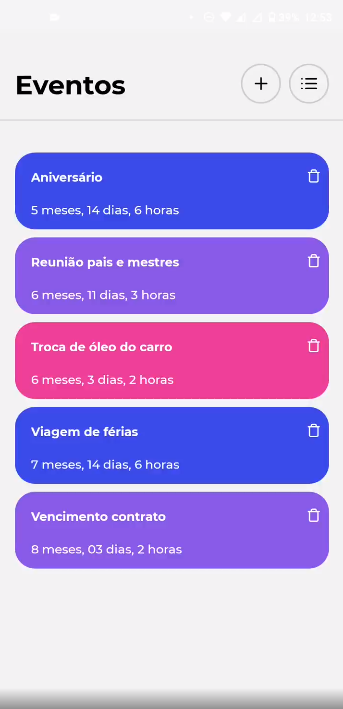 Eventos
Aniversário
5 meses, 14 dias, 6 horas
Reunião pais e mestres
6 meses, 11 dias, 3 horas
Troca de óleo do carro
6 meses, 3 dias, 2 horas
Viagem de férias
7 meses, 14 dias, 6 horas
Vencimento contrato
8 meses, 03 dias, 2 horas